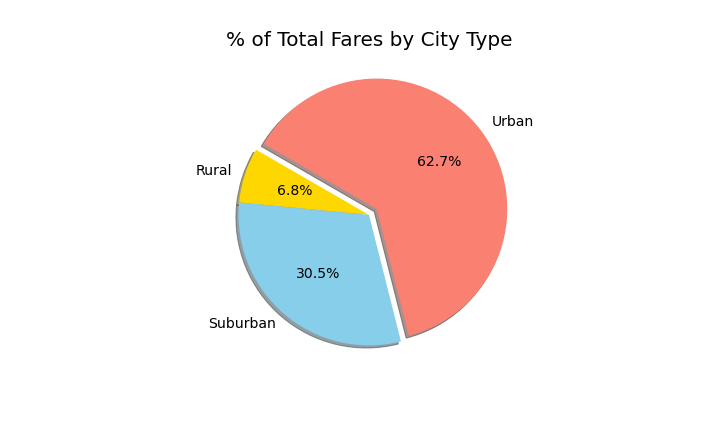 % of Total Fares by City Type
Urban
62.7%
Rural
6.8%
30.5%
Suburban